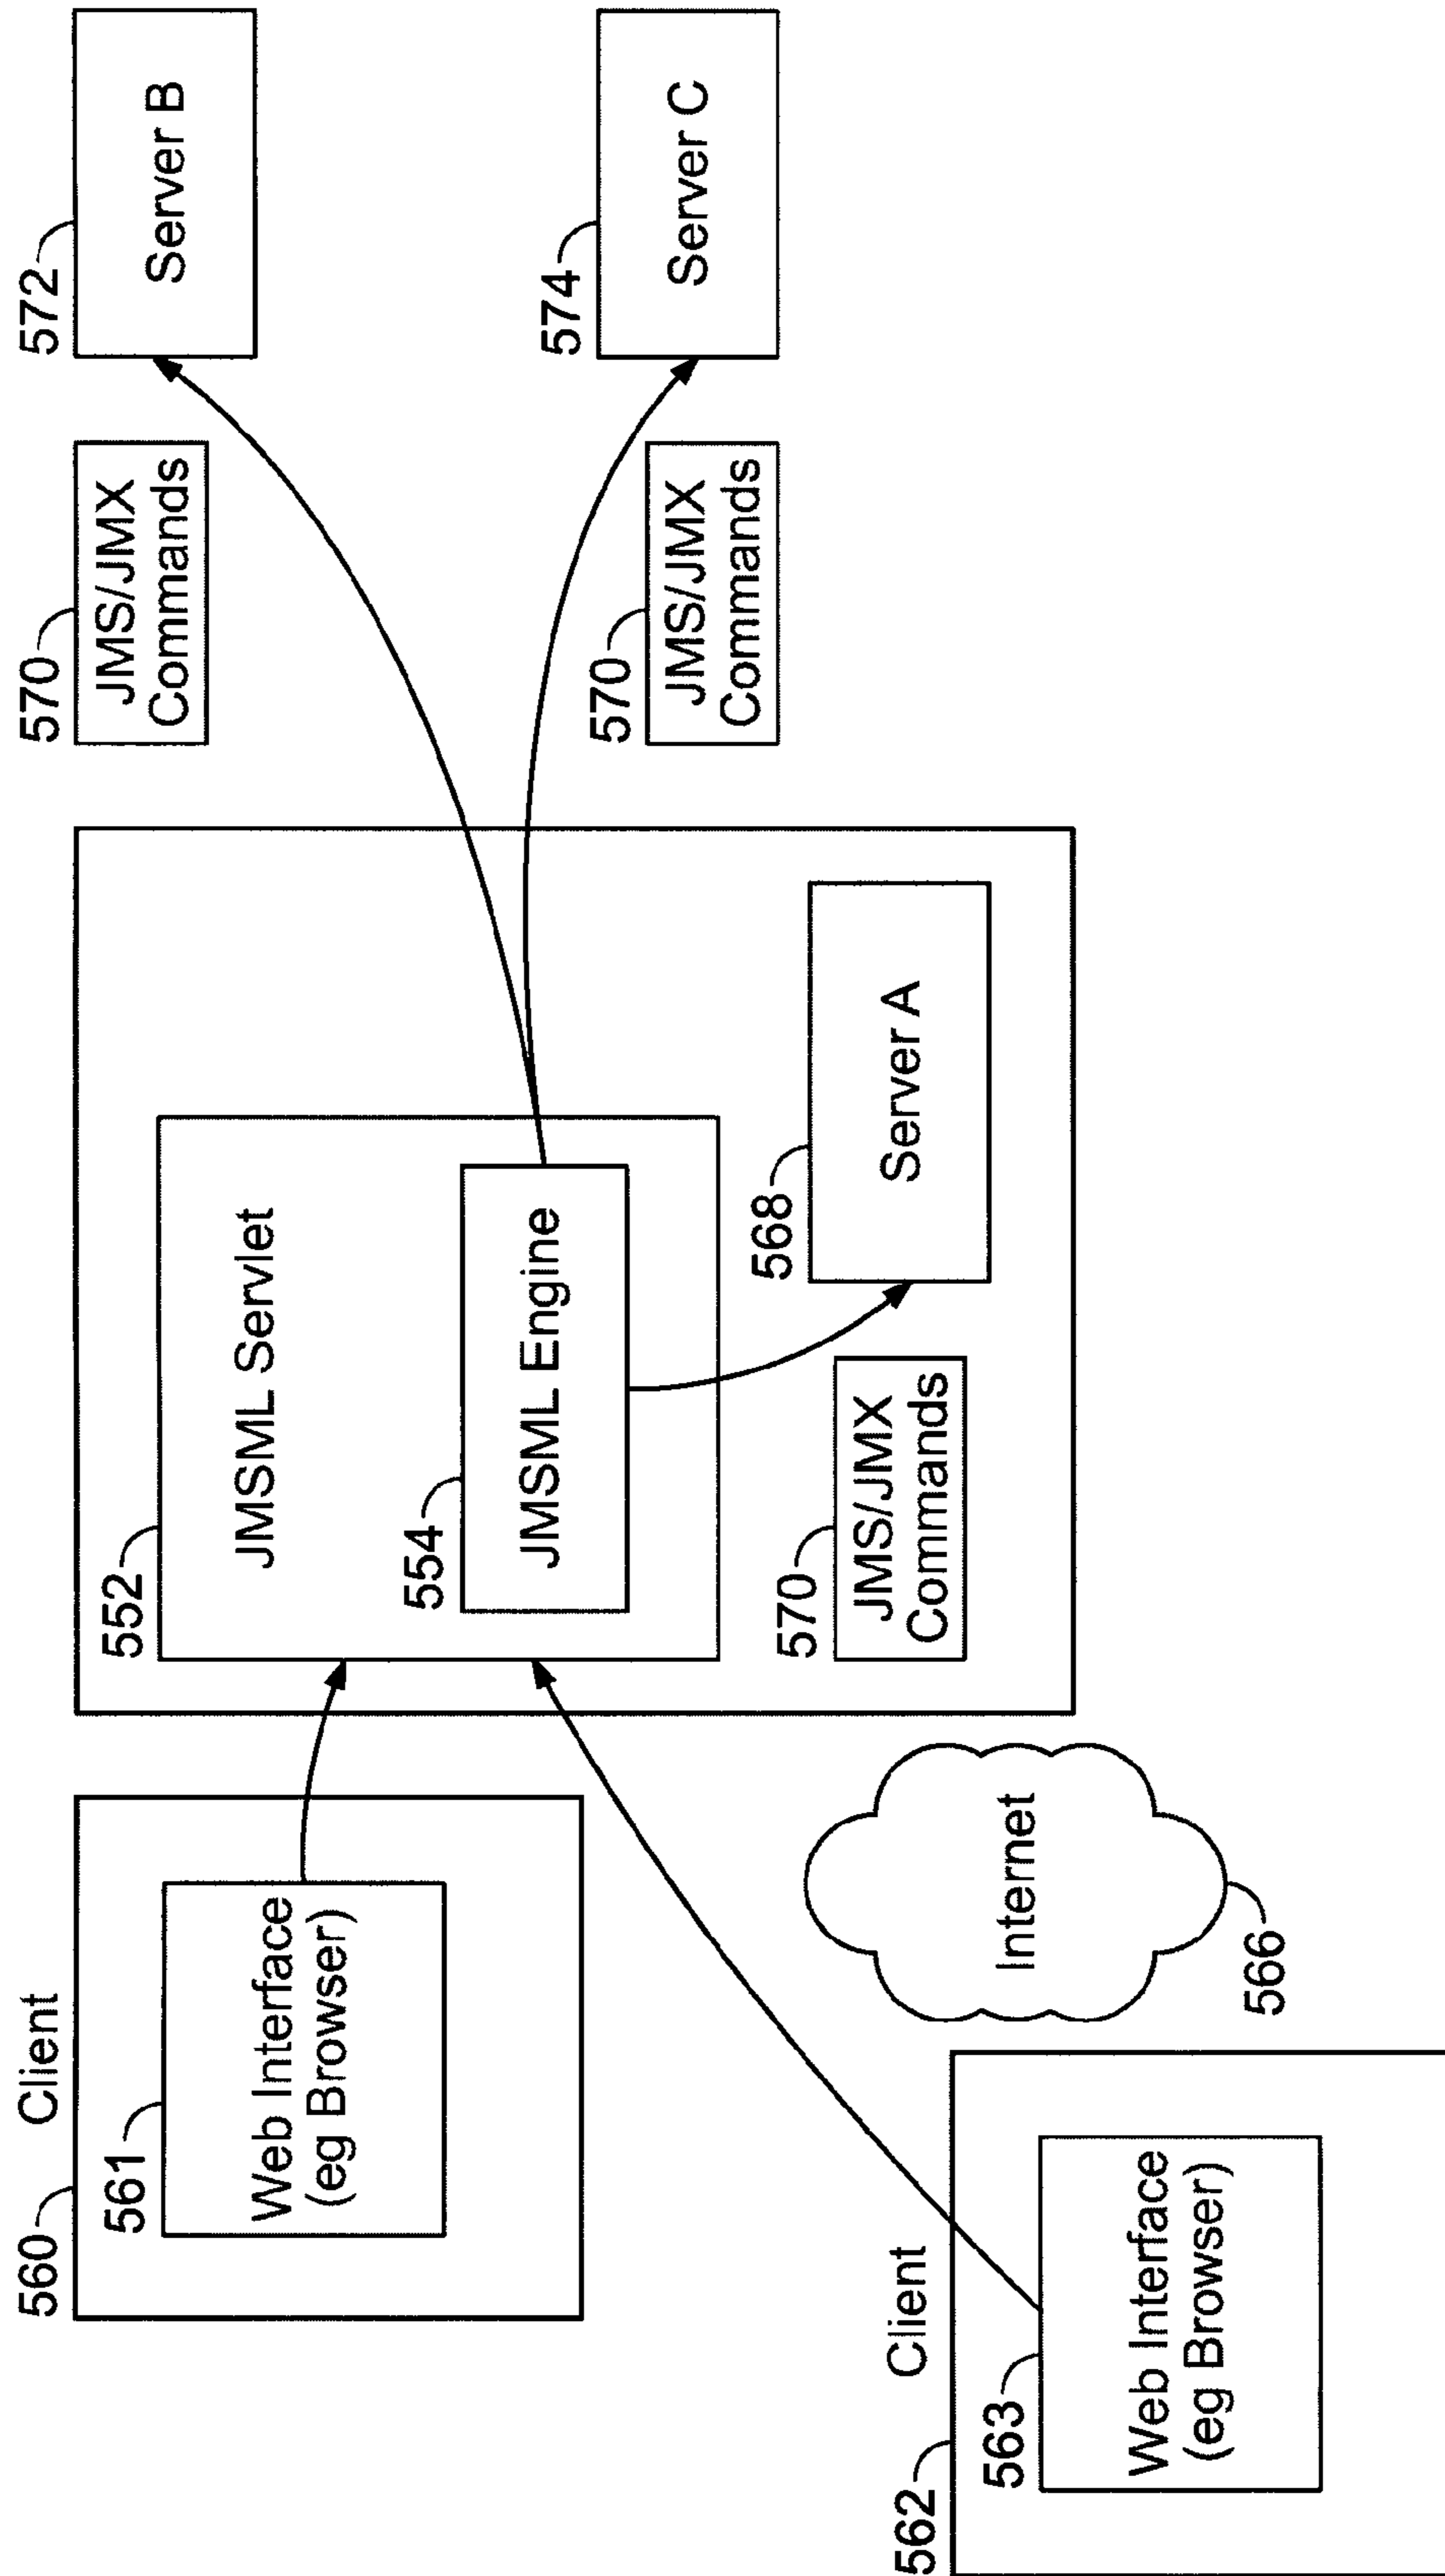 560
Client
561
Web Interface
(eg Browser)
562
Client
563
Web Interface
(eg Browser)
Internet
566
552
JMSML Servlet
554
JMSML Engine
570
JMS/JMX
Commands
568
Server A
570
JMS/JMX
Commands
572
Server B
570
JMS/JMX
Commands
574
Server C